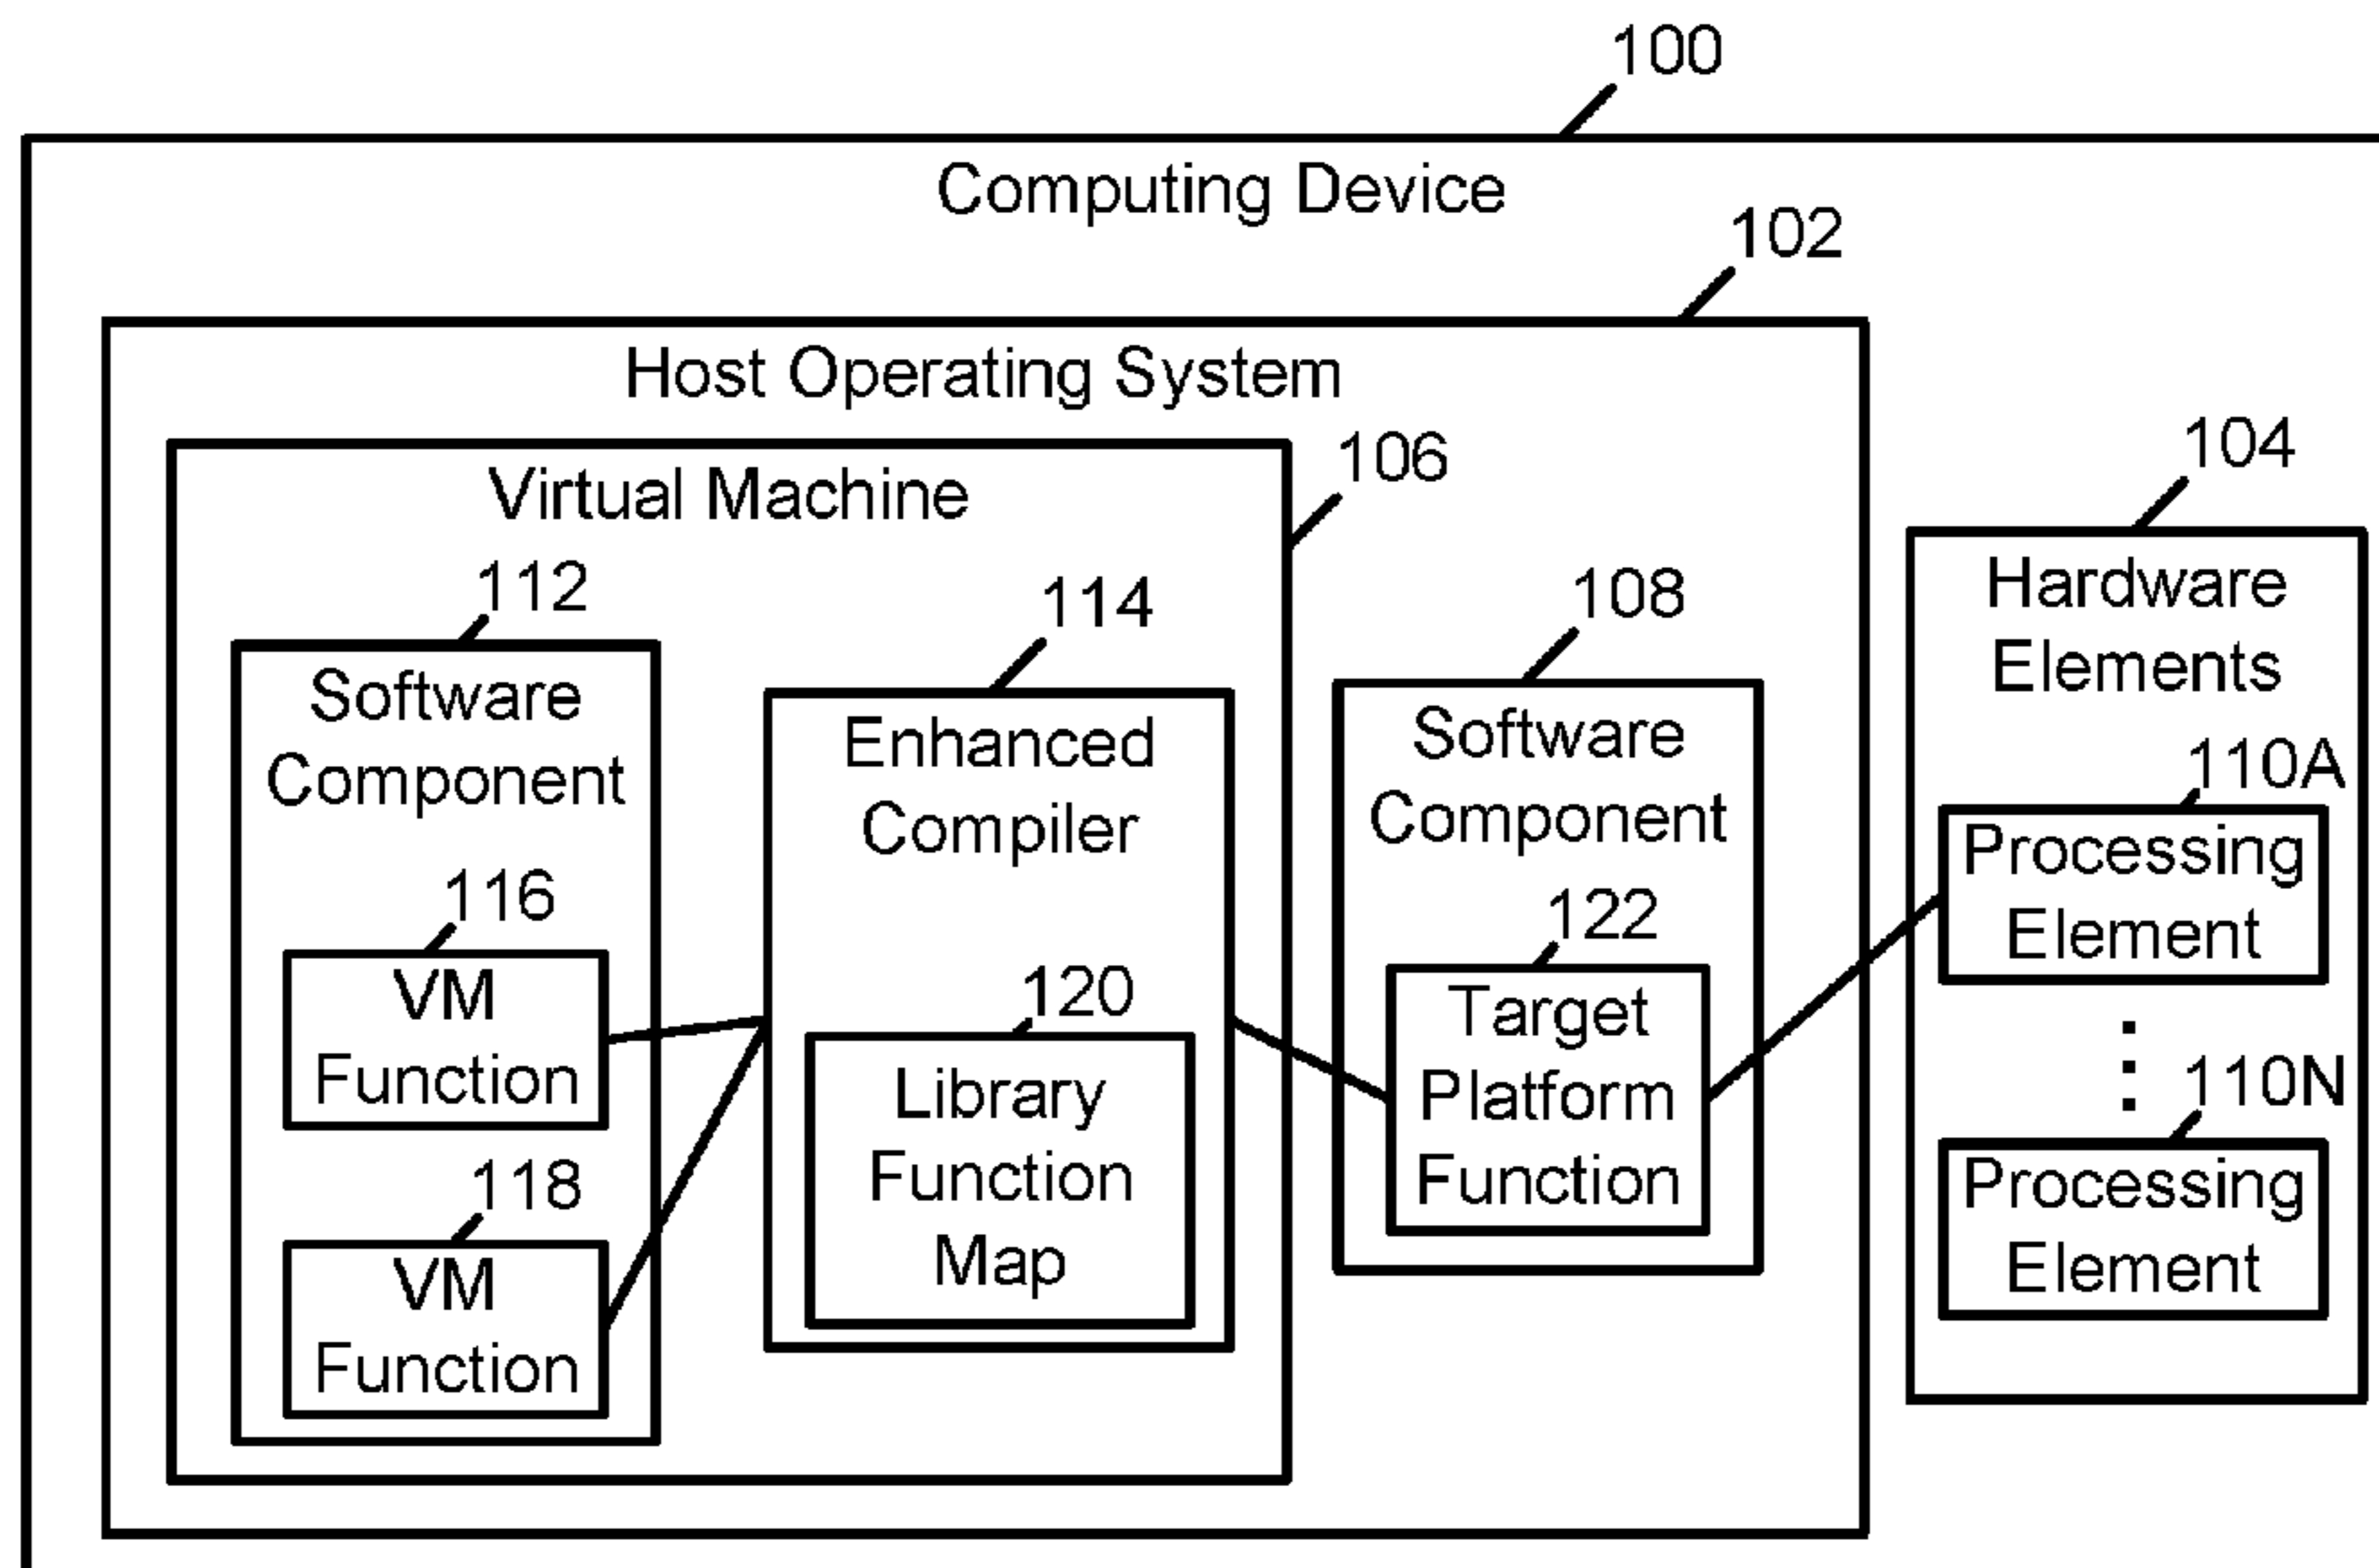 100
Computing Device
102
Host Operating System
106
Virtual Machine
104
Hardware
Elements
112
Software
Component
116
VM
Function
118
VM
Function
114
Enhanced
Compiler
120
Library
Function
Map
108
Software
Component
122
Target
Platform
Function
110A
Processing
Element
110N
Processing
Element